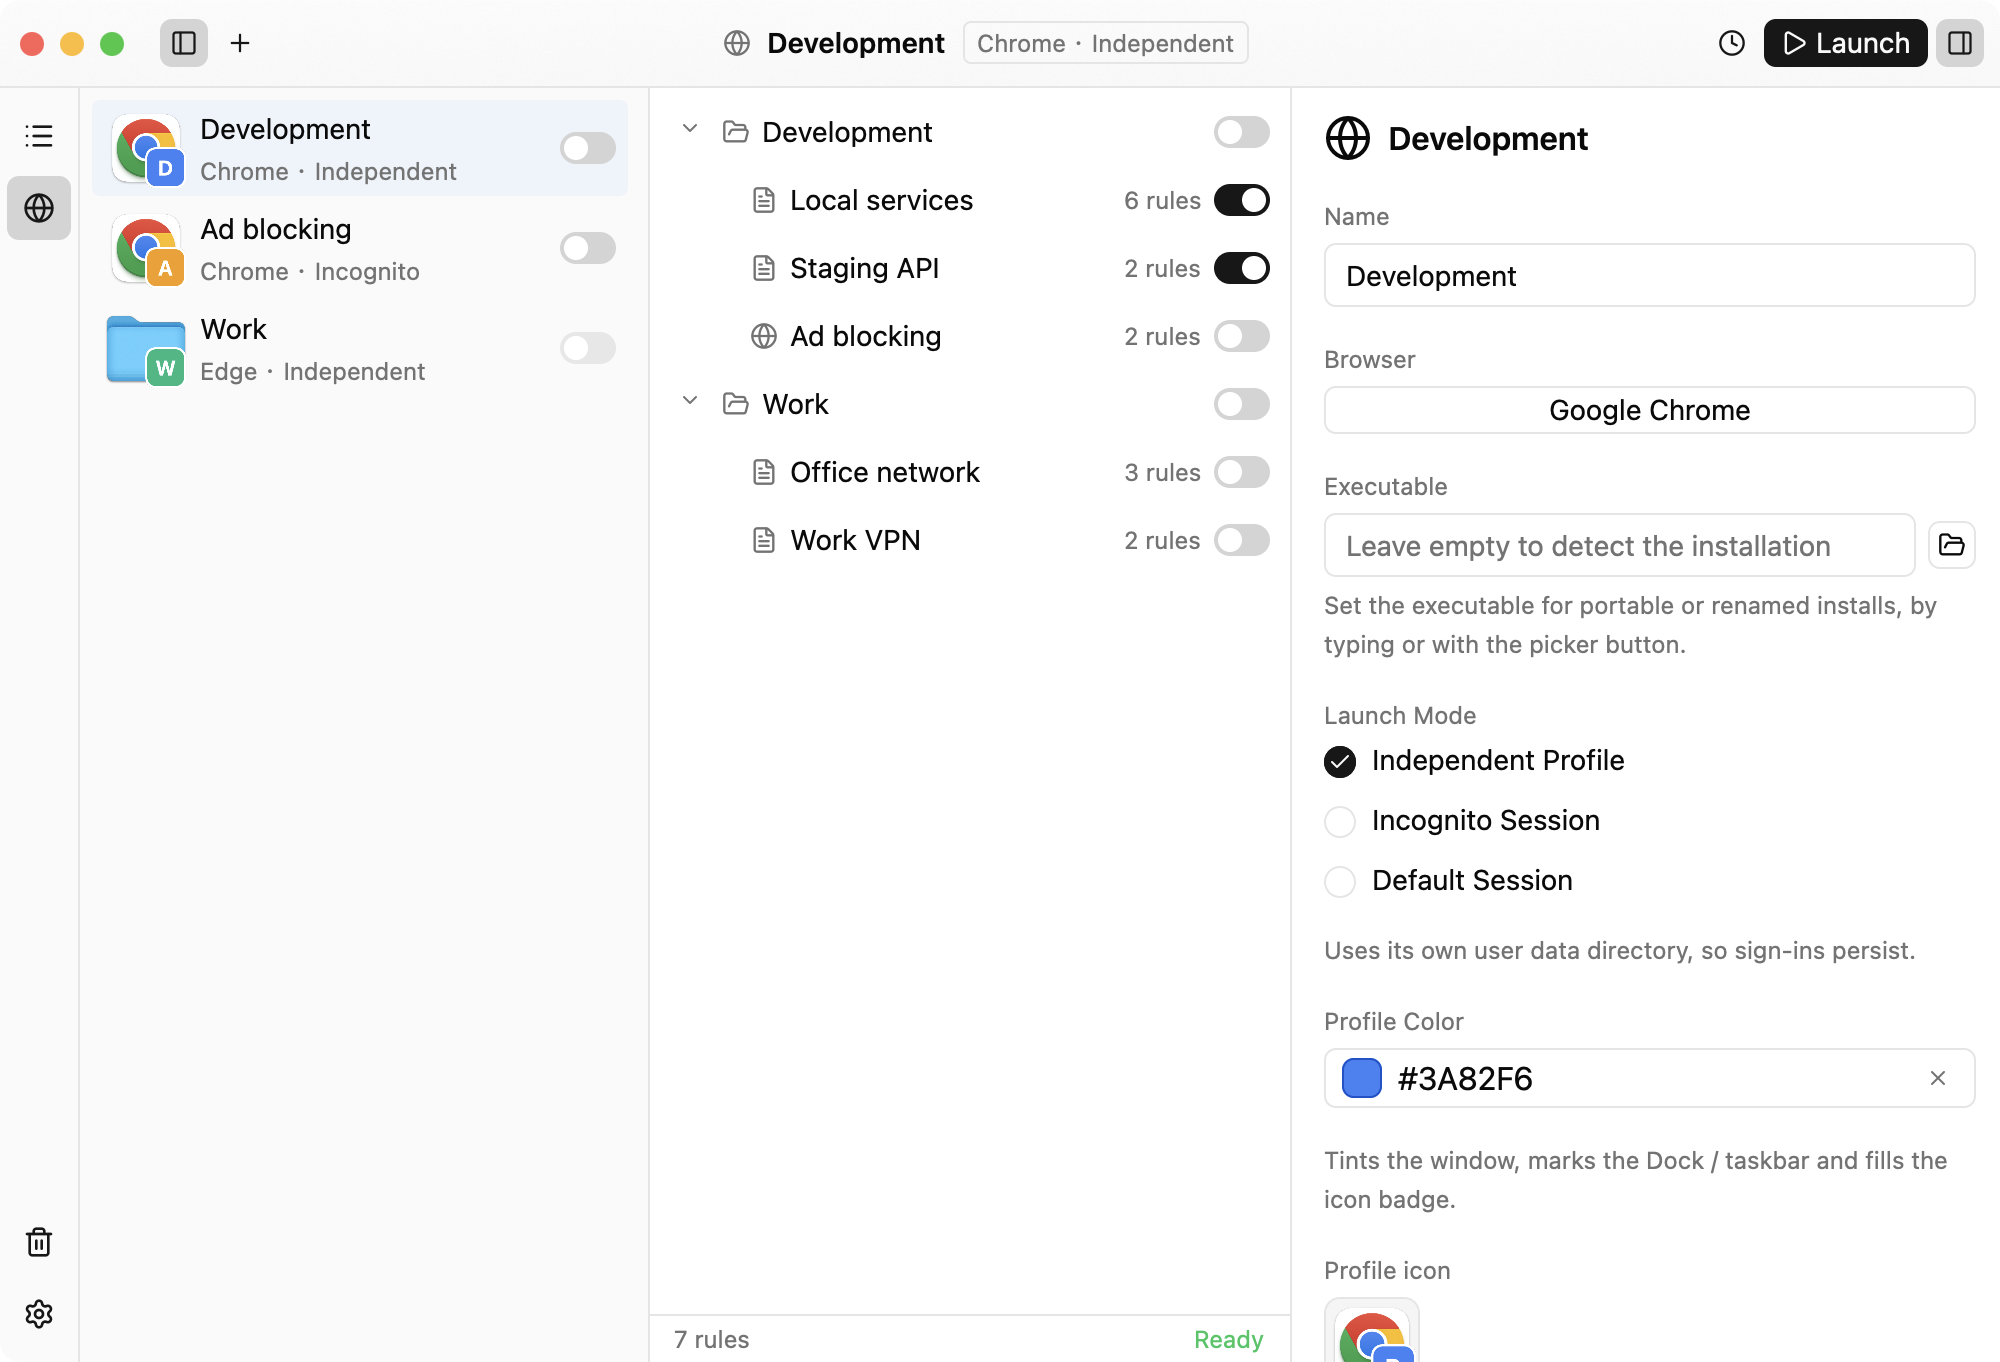 Development
Chrome · Independent
Launch
Development
Chrome · Independent
D
Ad blocking
Chrome · Incognito
A
Work
Edge · Independent
W
Development
Local services
6 rules
Staging API
2 rules
Ad blocking
2 rules
Work
Office network
3 rules
Work VPN
2 rules
7 rules
Ready
Development
Name
Development
Browser
Google Chrome
Executable
Leave empty to detect the installation
Set the executable for portable or renamed installs, by
typing or with the picker button.
Launch Mode
Independent Profile
Incognito Session
Default Session
Uses its own user data directory, so sign-ins persist.
Profile Color
#3A82F6
Tints the window, marks the Dock / taskbar and fills the
icon badge.
Profile icon